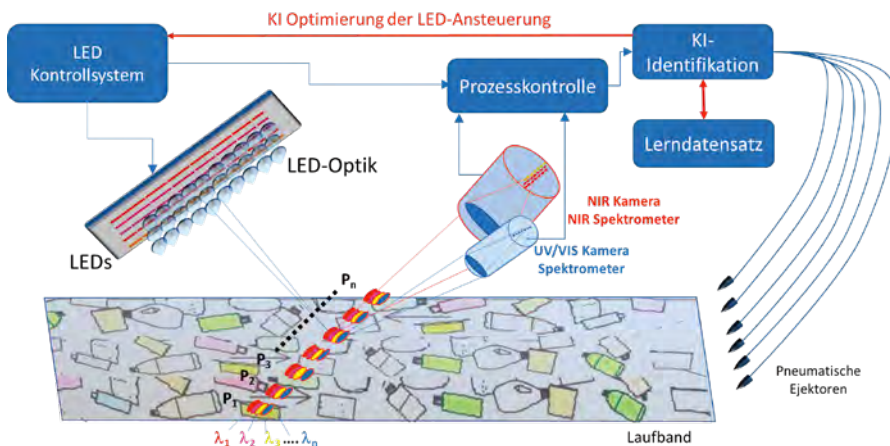 KI Optimierung der LED-Ansteuerung
LED
Kontrollsystem
Prozesskontrolle
KI-
Identifikation
Lerndatensatz
LED-Optik
LEDs
NIR Kamera
NIR Spektrometer
UV/VIS Kamera
Spektrometer
Pn
P3
P2
P1
λ1 λ2 λ3 .... λn
Pneumatische
Ejektoren
Laufband